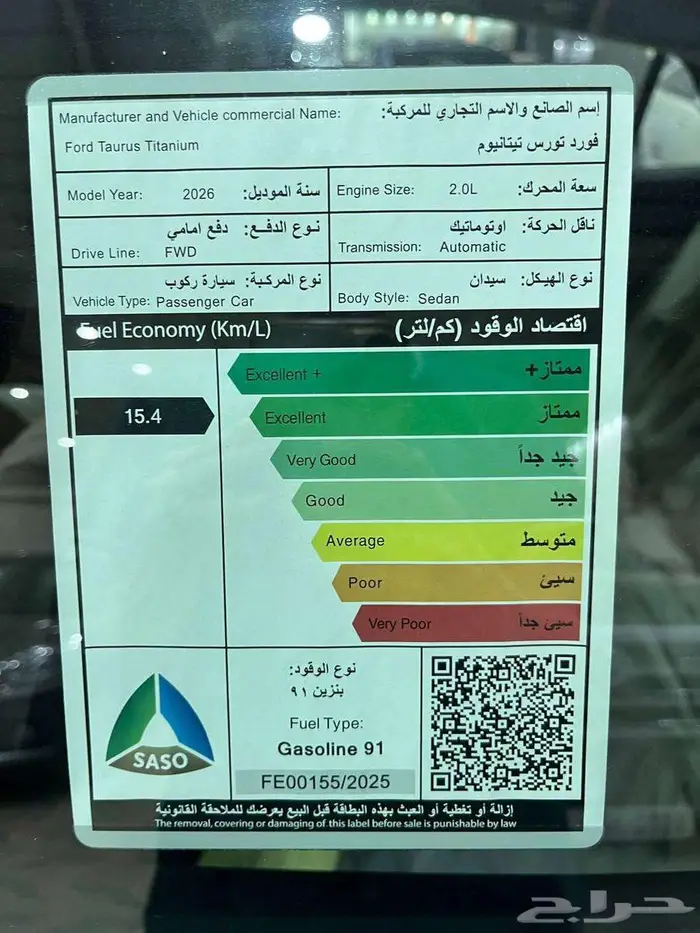 Manufacturer and Vehicle commercial Name: إسم الصانع والاسم التجاري للمركبة:
Ford Taurus Titanium فورد تورس تيتانيوم
Model Year: 2026 سنة الموديل:
Engine Size: 2.0L سعة المحرك:
نوع الدفع: دفع امامي
Drive Line: FWD
ناقل الحركة: اوتوماتيك
Transmission: Automatic
نوع المركبة: سيارة ركوب
Vehicle Type: Passenger Car
نوع الهيكل: سيدان
Body Style: Sedan
Fuel Economy (Km/L) اقتصاد الوقود (كم/لتر)
Excellent + ممتاز+
15.4
Excellent ممتاز
Very Good جيد جداً
Good جيد
Average متوسط
Poor سيئ
Very Poor سيئ جداً
SASO
نوع الوقود:
بنزين ٩١
Fuel Type:
Gasoline 91
FE00155/2025
إزالة أو تغطية أو العبث بهذه البطاقة قبل البيع يعرضك للملاحقة القانونية
The removal, covering or damaging of this label before sale is punishable by law
حراج